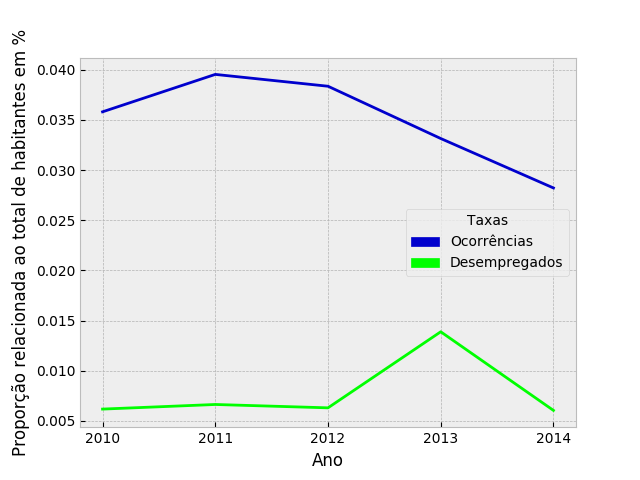 Proporção relacionada ao total de habitantes em %
0.040
0.035
0.030
0.025
0.020
0.015
0.010
0.005
Taxas
Ocorrências
Desempregados
2010 2011 2012 2013 2014
Ano